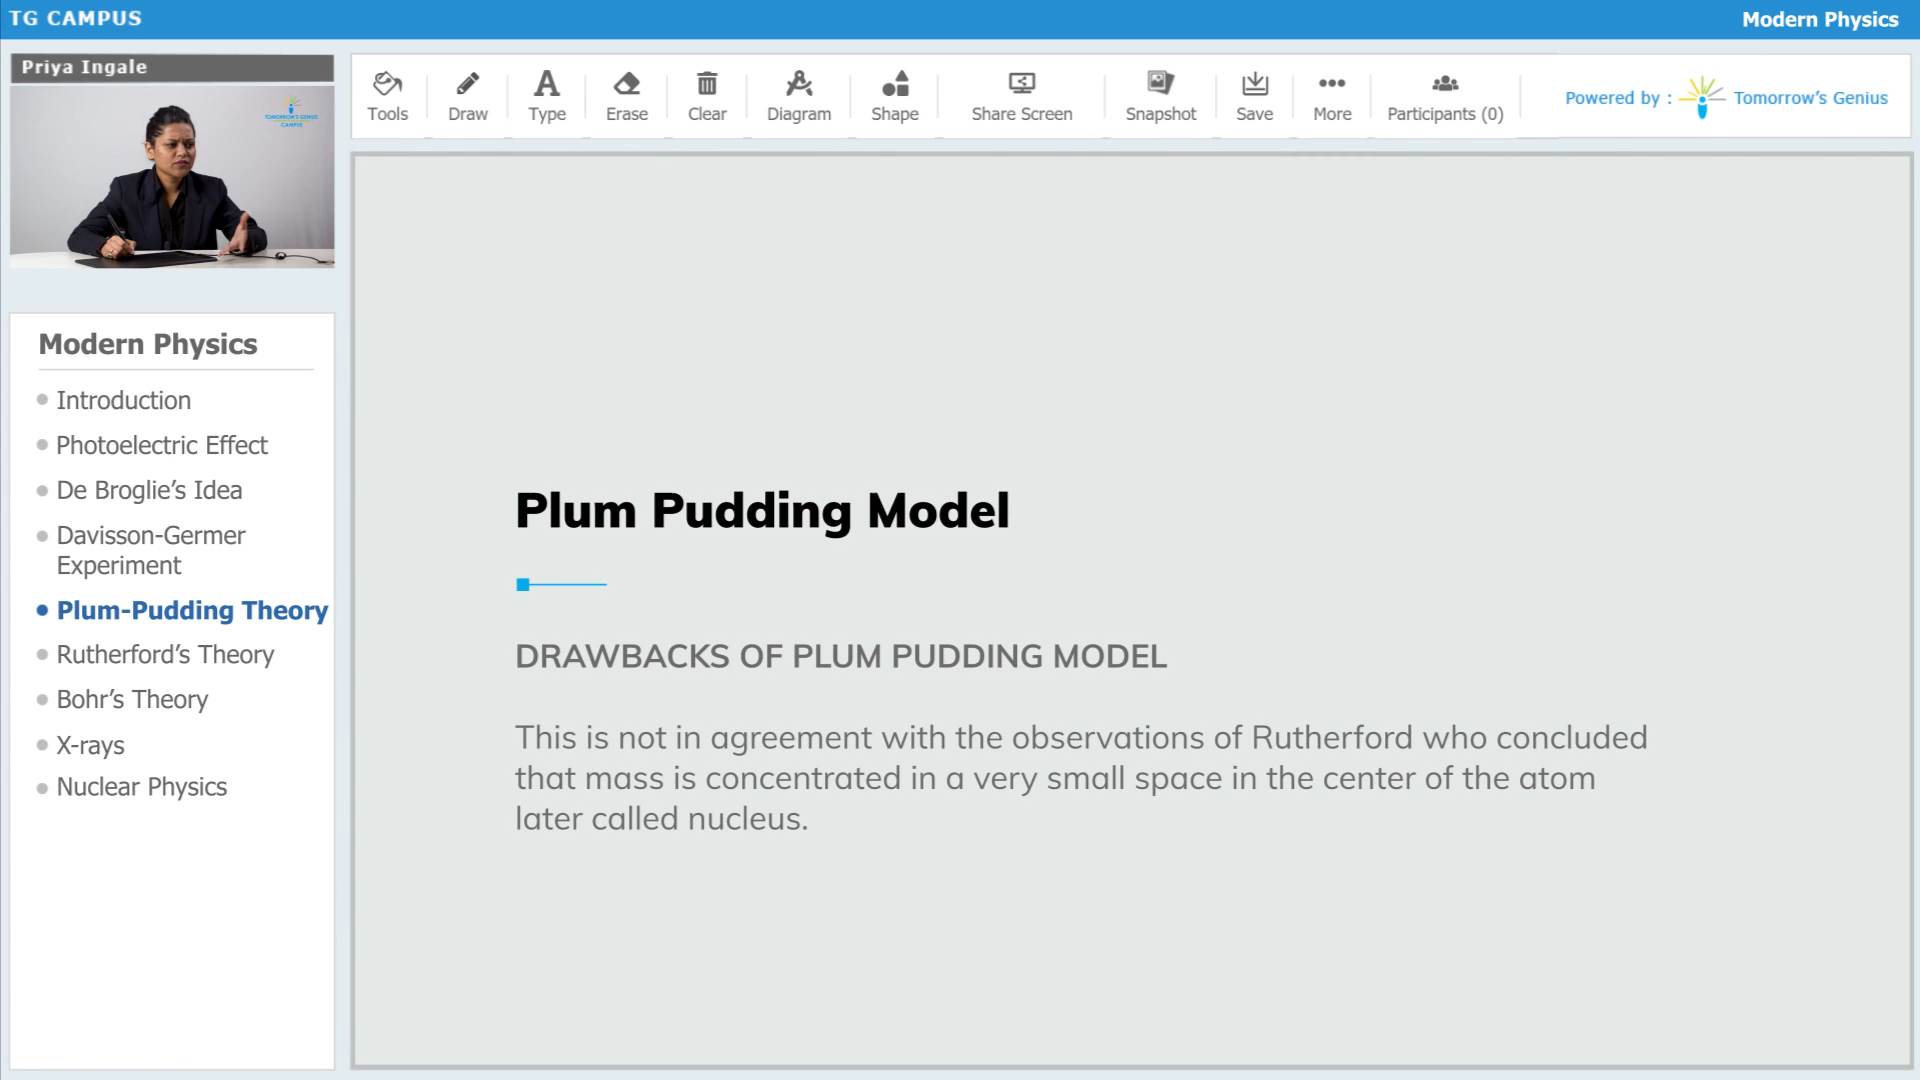 TG CAMPUS
Modern Physics
Priya Ingale
TOMORROW'S GENIUS
CAMPUS
Tools
Draw
Type
Erase
Clear
Diagram
Shape
Share Screen
Snapshot
Save
More
Participants (0)
Powered by :
Tomorrow's Genius
Modern Physics
Introduction
Photoelectric Effect
De Broglie's Idea
Davisson-Germer
Experiment
Plum-Pudding Theory
Rutherford's Theory
Bohr's Theory
X-rays
Nuclear Physics
Plum Pudding Model
DRAWBACKS OF PLUM PUDDING MODEL
This is not in agreement with the observations of Rutherford who concluded
that mass is concentrated in a very small space in the center of the atom
later called nucleus.